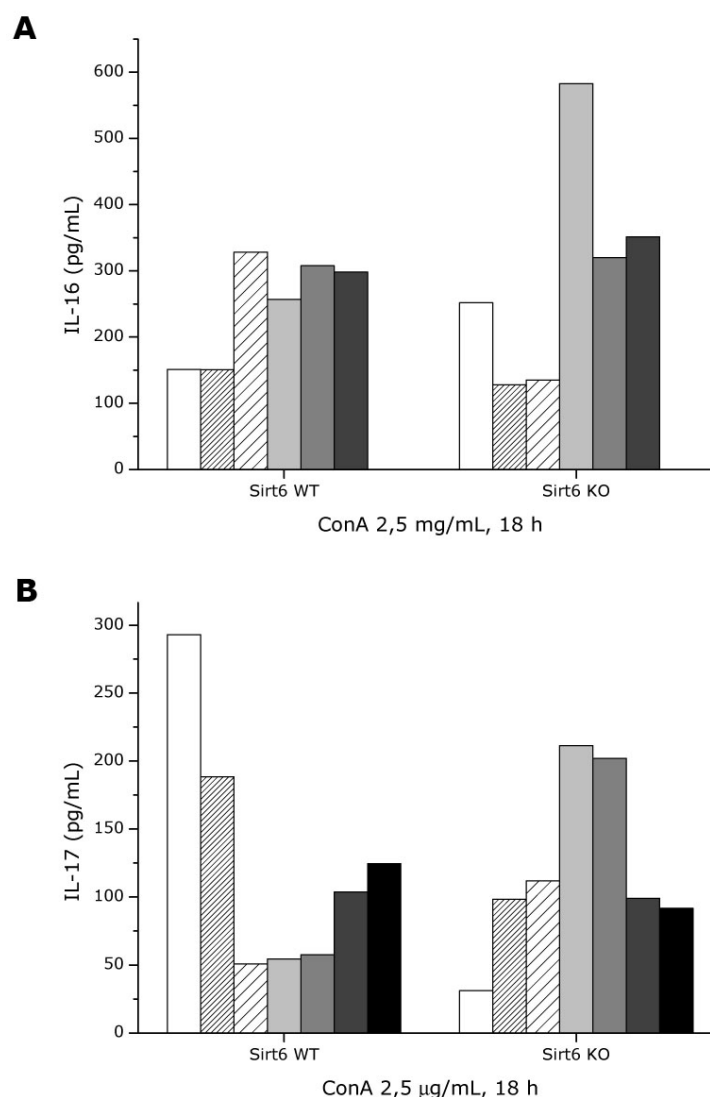 A
600
500
400
300
200
100
0
IL-16 (pg/mL)
Sirt6 WT Sirt6 KO
ConA 2,5 mg/mL, 18 h
B
300
250
200
150
100
50
0
IL-17 (pg/mL)
Sirt6 WT Sirt6 KO
ConA 2,5 μg/mL, 18 h